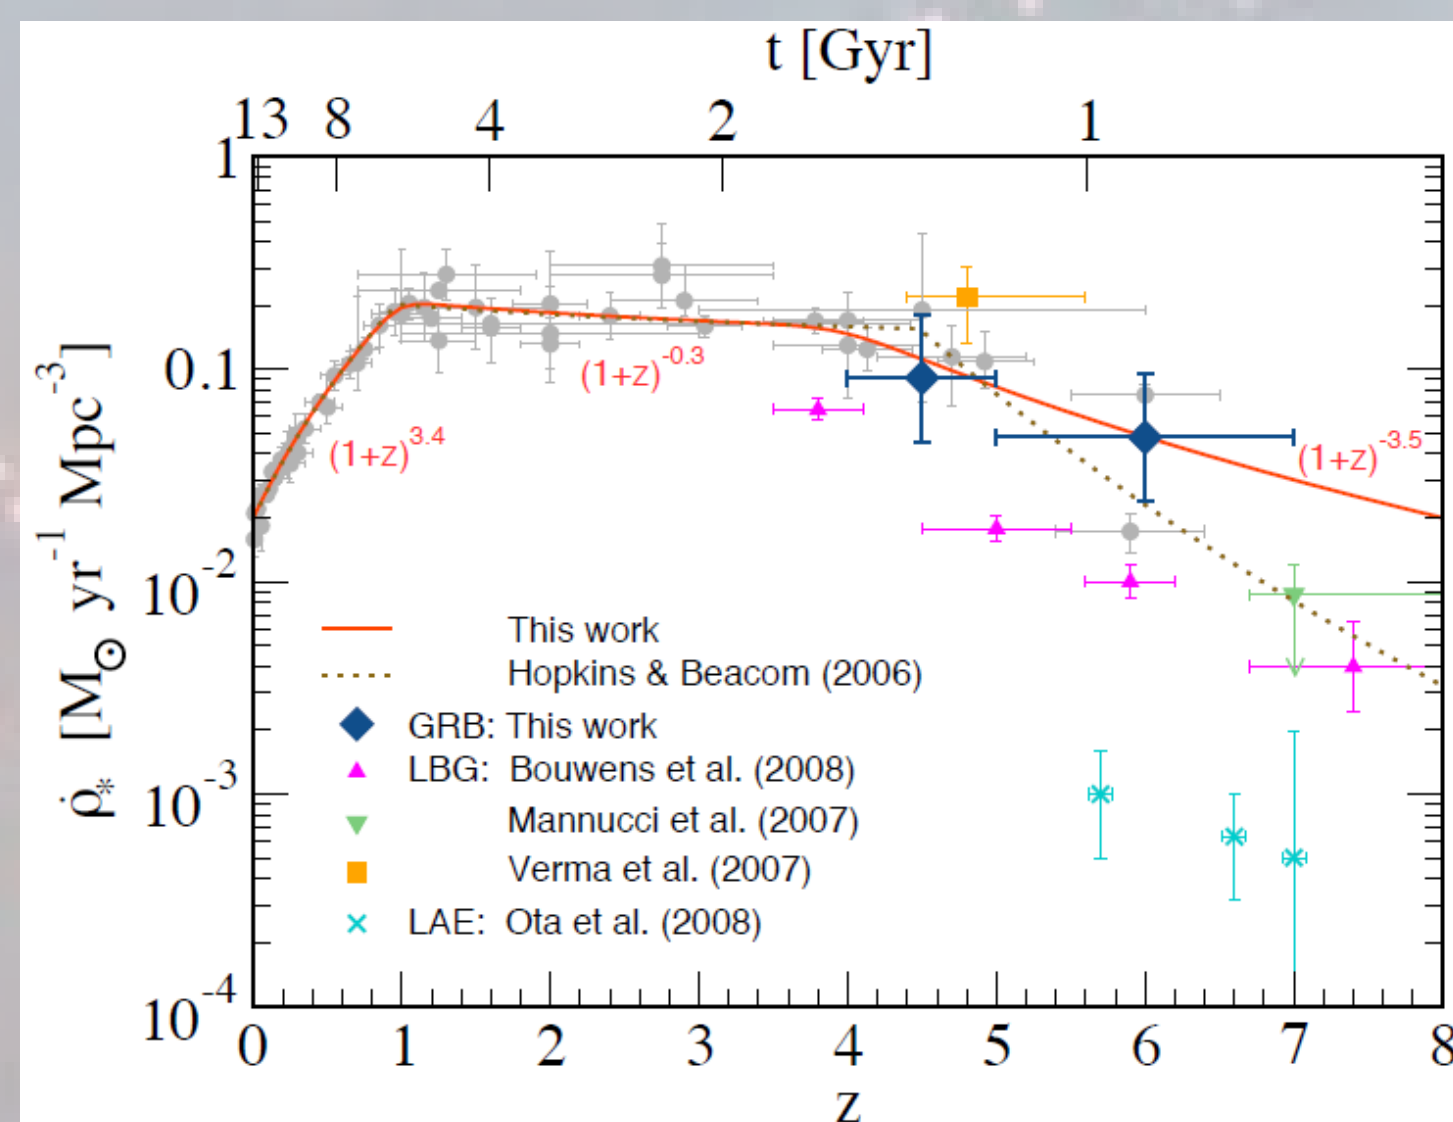 t [Gyr]
13 8 4 2 1
1
0.1
10^-2
10^-3
10^-4
ρ̇_* [M_⊙ yr^-1 Mpc^-3]
(1+z)^3.4
(1+z)^-0.3
(1+z)^-3.5
This work
Hopkins & Beacom (2006)
GRB: This work
LBG: Bouwens et al. (2008)
Mannucci et al. (2007)
Verma et al. (2007)
LAE: Ota et al. (2008)
0 1 2 3 4 5 6 7 8
z